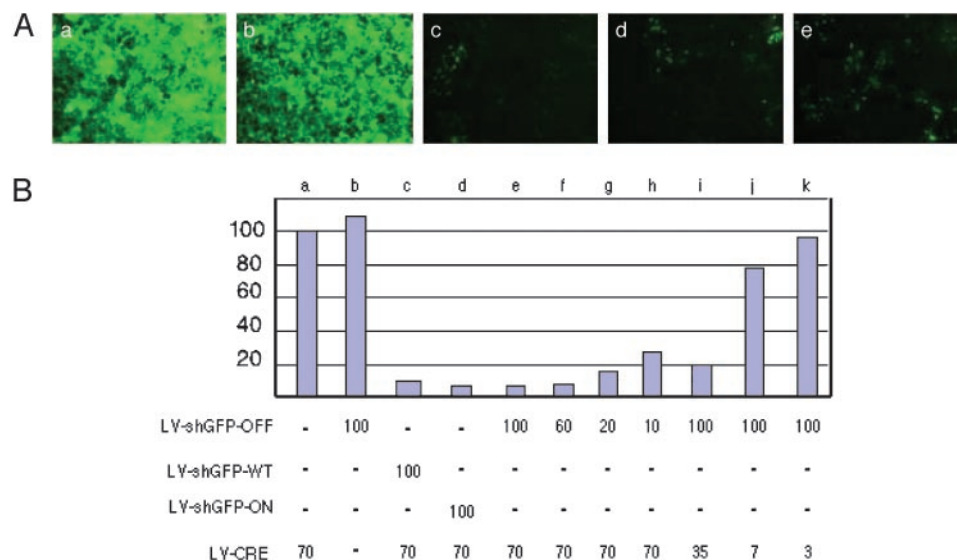 A a b c d e
B
a b c d e f g h i j k
100
80
60
40
20
LV-shGFP-OFF - 100 - - 100 60 20 10 100 100 100
LV-shGFP-WT - - 100 - - - - - - - -
LV-shGFP-ON - - - 100 - - - - - - -
LV-CRE 70 - 70 70 70 70 70 70 35 7 3